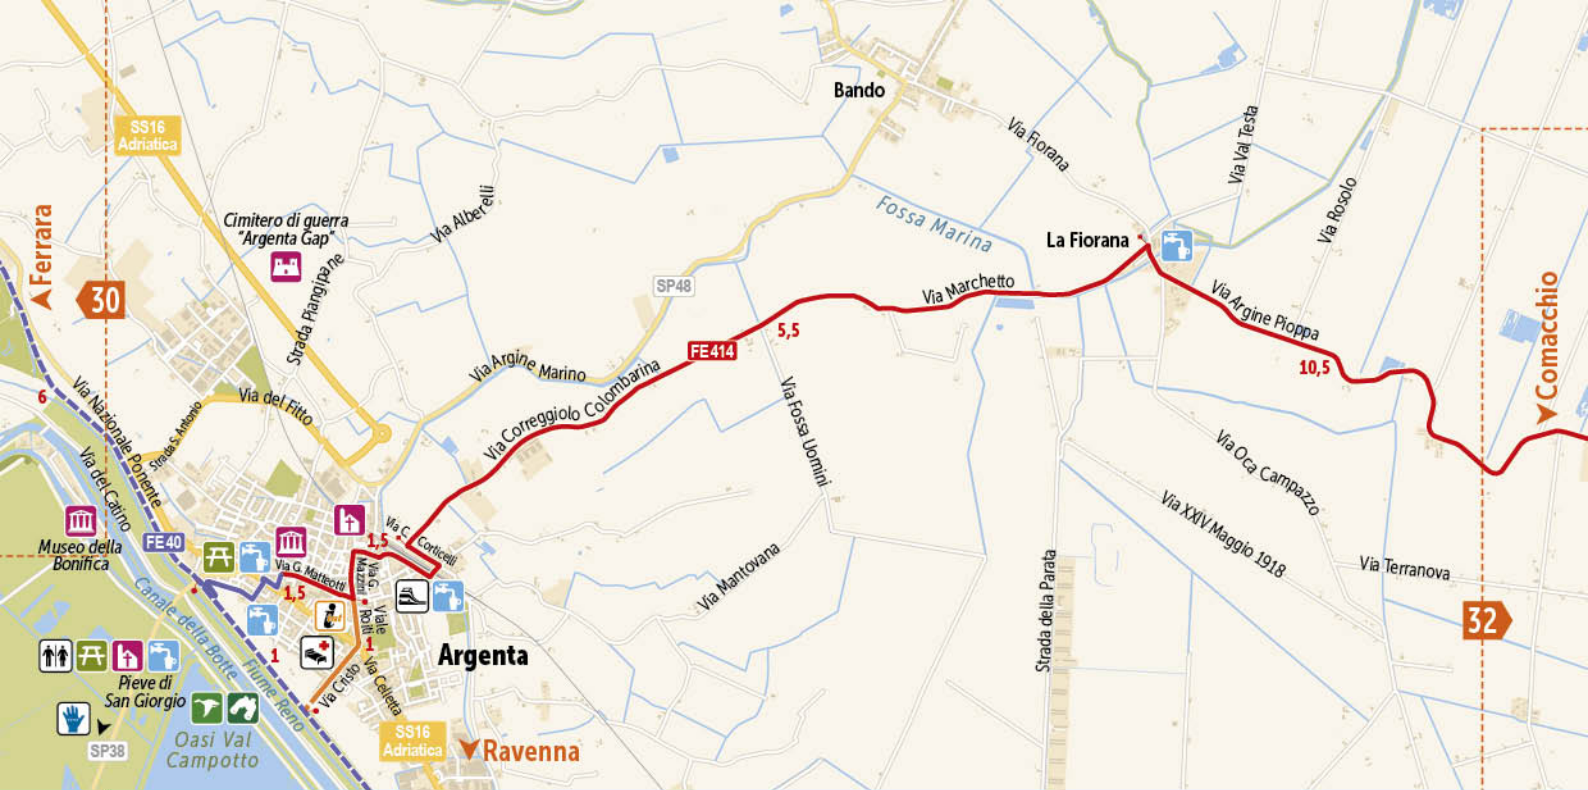 Bando
Via Fiorana
Via Val Testa
SS16
Adriatica
Via Rosolo
Via Alberelli
Cimitero di guerra
"Argenta Gap"
Fossa Marina
La Fiorana
Ferrara
Strada Piangipane
SP48
30
Via Marchetto
Via Argine Pioppa
Comacchio
5,5
FE414
10,5
Via Argine Marino
Via Correggiolo Colombarina
6
Via Nazionale Ponente
Via del Fitto
Strada S. Antonio
Via Fossa Uomini
Via Oca Campazzo
Via del Catino
Via XXIV Maggio 1918
Museo della
Bonifica
FE40
1,5
Via C. Corticelli
Via G. Matteotti
Via G.
Mazzini
1,5
Via Mantovana
Strada della Parata
Via Terranova
Canale della Botte
Viale
Roiti
32
1
1
Argenta
Fiume Reno
Via Cristo
Via Celletta
Pieve di
San Giorgio
SP38
Oasi Val
Campotto
SS16
Adriatica
Ravenna